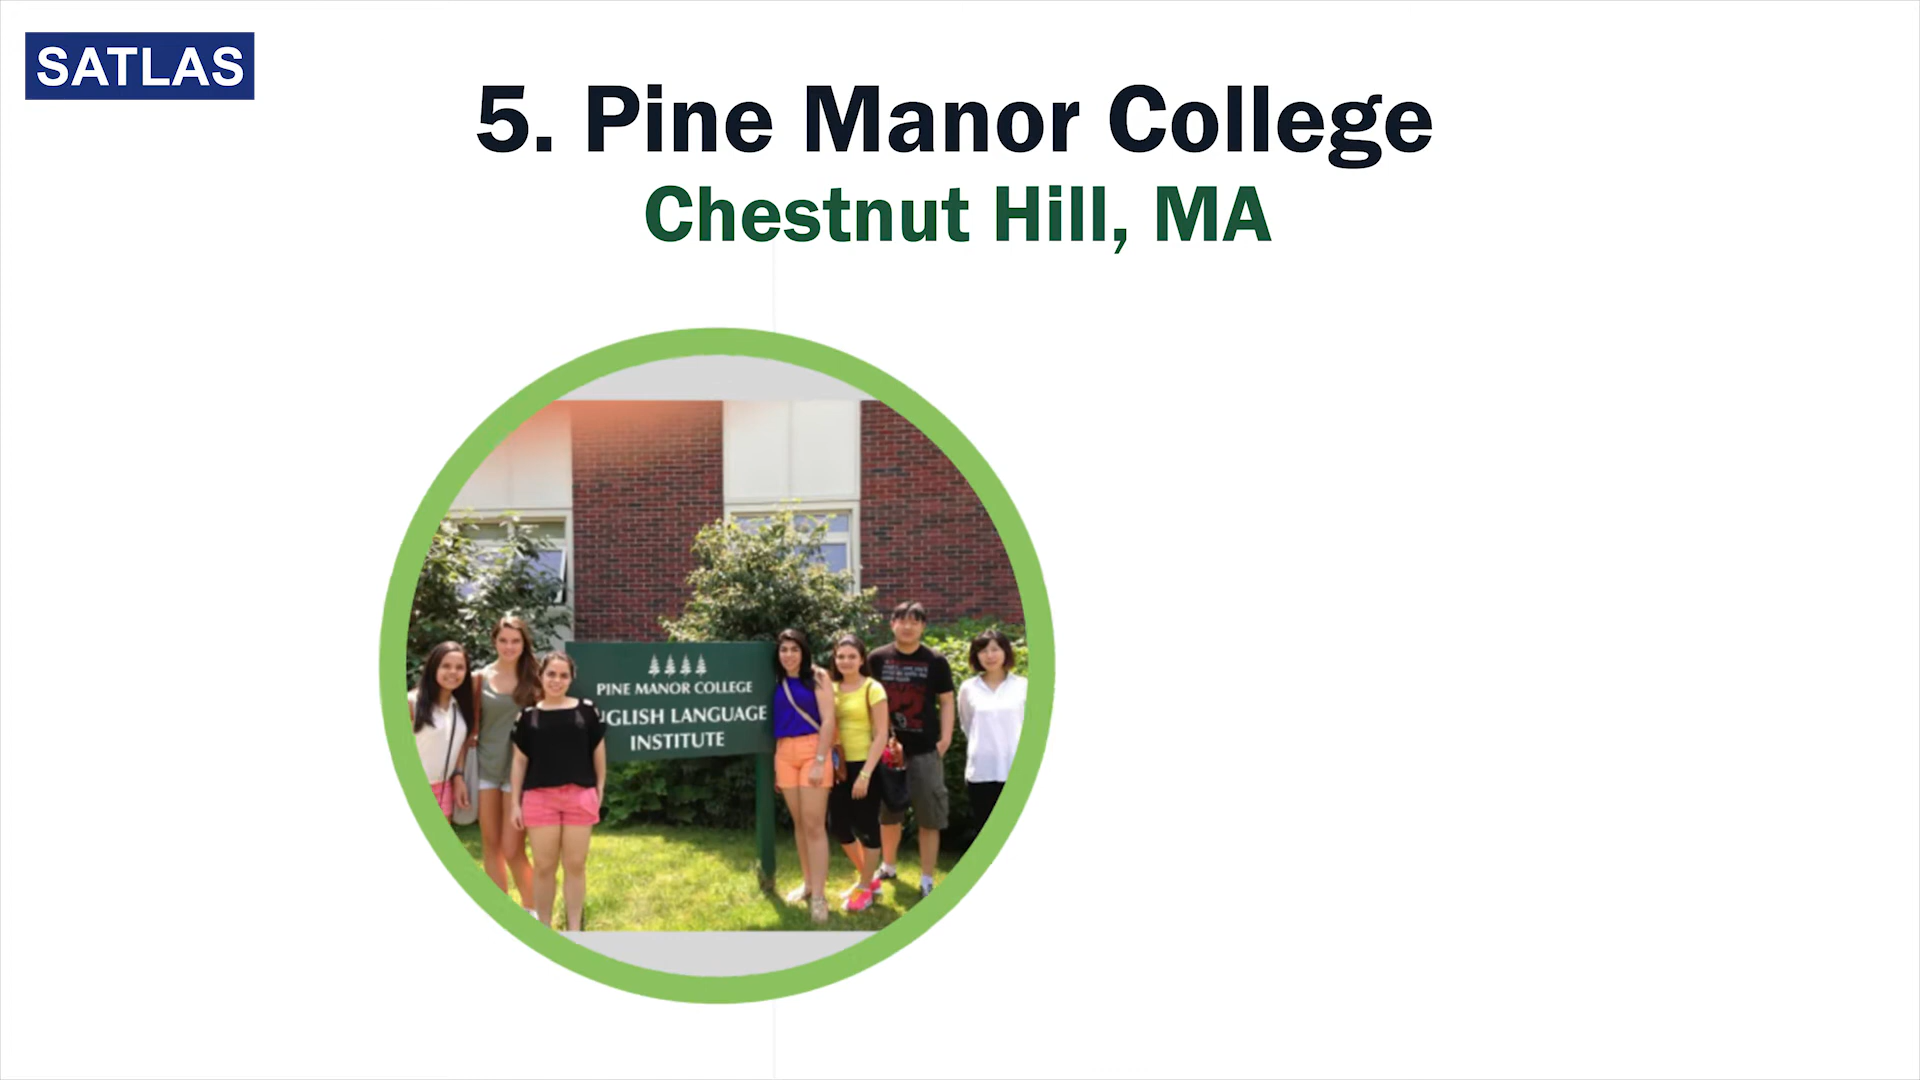 SATLAS
5. Pine Manor College
Chestnut Hill, MA
PINE MANOR COLLEGE
GLISH LANGUAGE
INSTITUTE